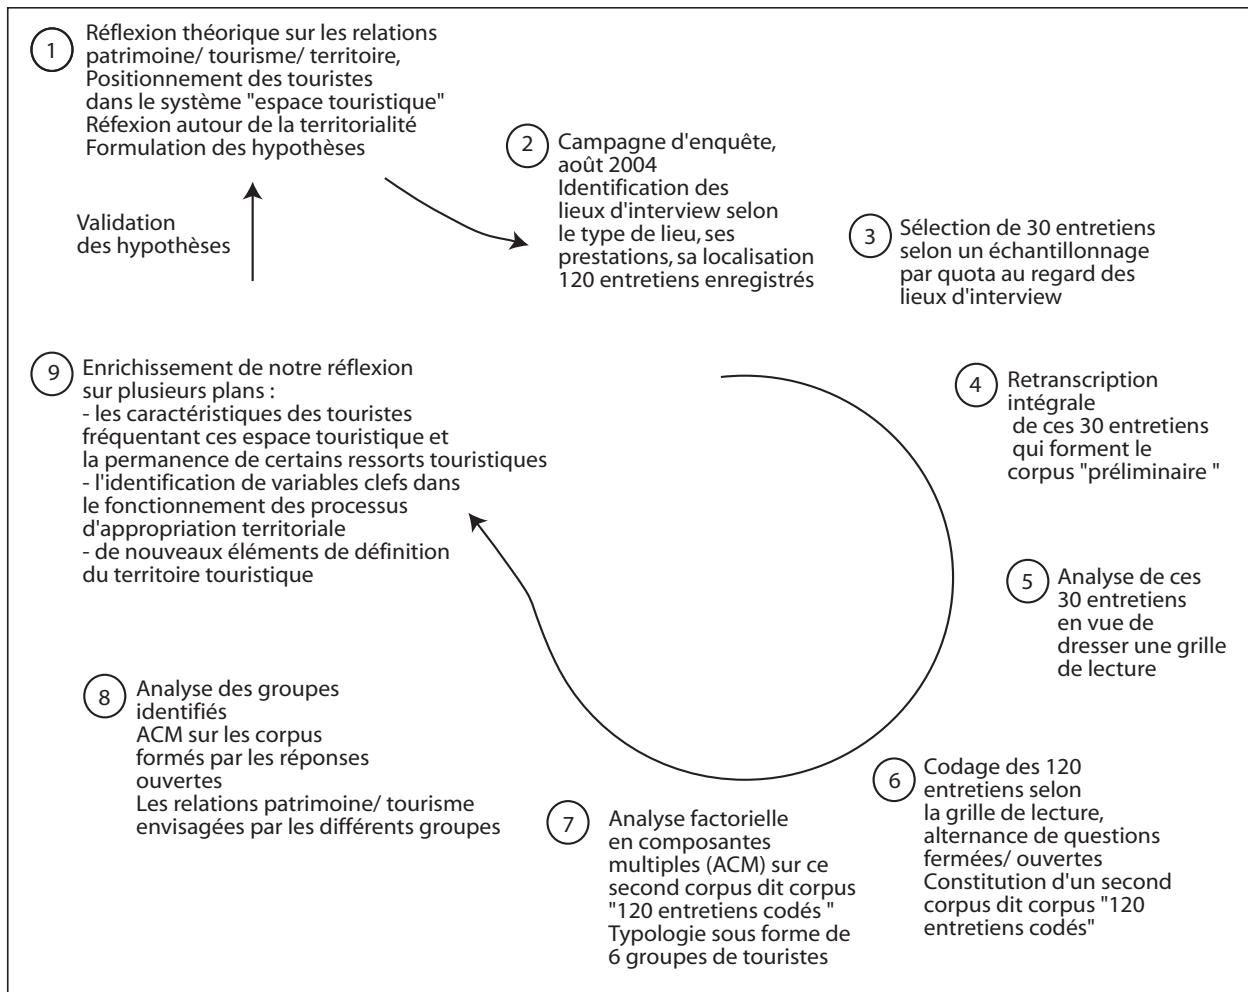 1
Réflexion théorique sur les relations
patrimoine/ tourisme/ territoire,
Positionnement des touristes
dans le système "espace touristique"
Réfexion autour de la territorialité
Formulation des hypothèses
Validation
des hypothèses
2
Campagne d'enquête,
août 2004
Identification des
lieux d'interview selon
le type de lieu, ses
prestations, sa localisation
120 entretiens enregistrés
3
Sélection de 30 entretiens
selon un échantillonnage
par quota au regard des
lieux d'interview
4
Retranscription
intégrale
de ces 30 entretiens
qui forment le
corpus "préliminaire "
5
Analyse de ces
30 entretiens
en vue de
dresser une grille
de lecture
6
Codage des 120
entretiens selon
la grille de lecture,
alternance de questions
fermées/ ouvertes
Constitution d'un second
corpus dit corpus "120
entretiens codés"
7
Analyse factorielle
en composantes
multiples (ACM) sur ce
second corpus dit corpus
"120 entretiens codés "
Typologie sous forme de
6 groupes de touristes
8
Analyse des groupes
identifiés
ACM sur les corpus
formés par les réponses
ouvertes
Les relations patrimoine/ tourisme
envisagées par les différents groupes
9
Enrichissement de notre réflexion
sur plusieurs plans :
- les caractéristiques des touristes
fréquentant ces espace touristique et
la permanence de certains ressorts touristiques
- l'identification de variables clefs dans
le fonctionnement des processus
d'appropriation territoriale
- de nouveaux éléments de définition
du territoire touristique